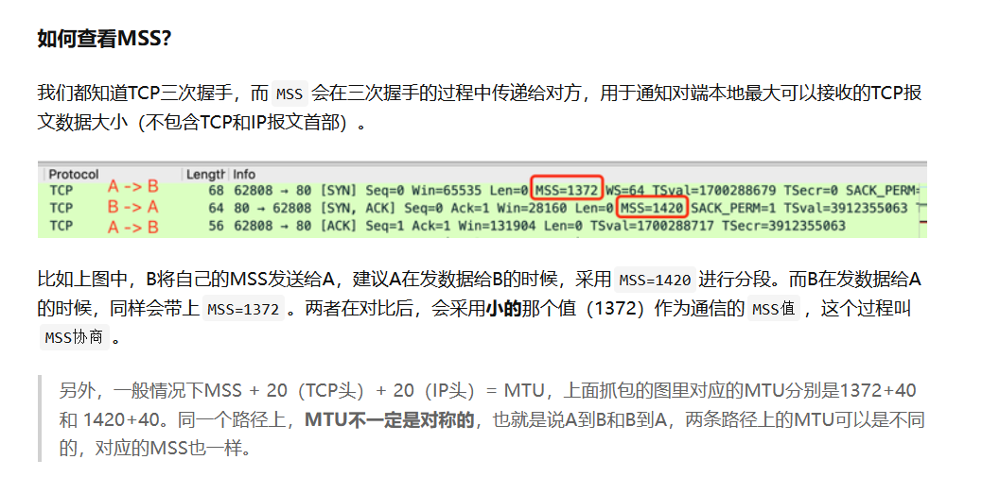 如何查看MSS？
我们都知道TCP三次握手，而 MSS 会在三次握手的过程中传递给对方，用于通知对端本地最大可以接收的TCP报
文数据大小（不包含TCP和IP报文首部）。
Protocol Length Info
TCP A -> B 68 62808 → 80 [SYN] Seq=0 Win=65535 Len=0 MSS=1372 WS=64 TSval=1700288679 TSecr=0 SACK_PERM=
TCP B -> A 64 80 → 62808 [SYN, ACK] Seq=0 Ack=1 Win=28160 Len=0 MSS=1420 SACK_PERM=1 TSval=3912355063
TCP A -> B 56 62808 → 80 [ACK] Seq=1 Ack=1 Win=131904 Len=0 TSval=1700288717 TSecr=3912355063
比如上图中，B将自己的MSS发送给A，建议A在发数据给B的时候，采用 MSS=1420 进行分段。而B在发数据给A
的时候，同样会带上 MSS=1372 。两者在对比后，会采用小的那个值（1372）作为通信的 MSS值 ，这个过程叫
MSS协商 。
另外，一般情况下MSS + 20（TCP头）+ 20（IP头）= MTU，上面抓包的图里对应的MTU分别是1372+40
和 1420+40。同一个路径上，MTU不一定是对称的，也就是说A到B和B到A，两条路径上的MTU可以是不同
的，对应的MSS也一样。